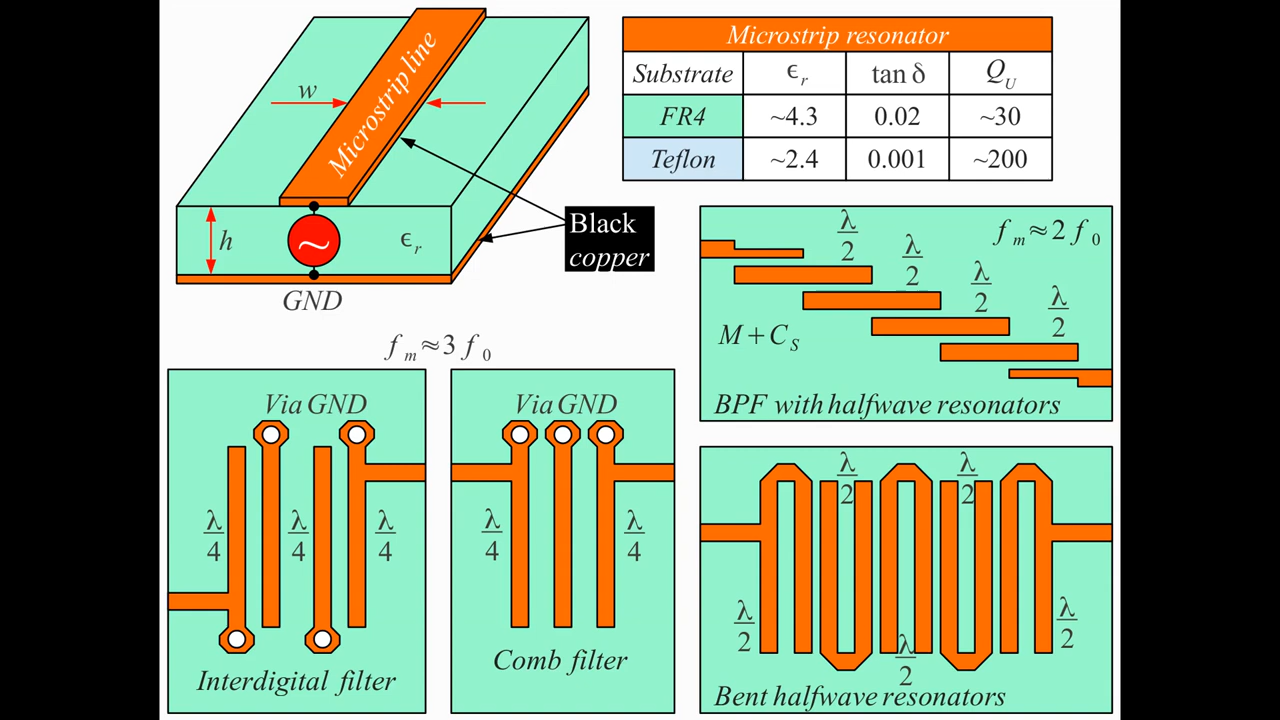 Microstrip line
w
h
ϵr
~
GND
Black
copper
Microstrip resonator
Substrate ϵr tan δ QU
FR4 ~4.3 0.02 ~30
Teflon ~2.4 0.001 ~200
fm≈2 f0
λ/2
λ/2
λ/2
λ/2
M+CS
BPF with halfwave resonators
fm≈3 f0
Via GND
λ/4 λ/4 λ/4
Interdigital filter
Via GND
λ/4 λ/4
Comb filter
λ/2 λ/2
λ/2 λ/2
λ/2
Bent halfwave resonators